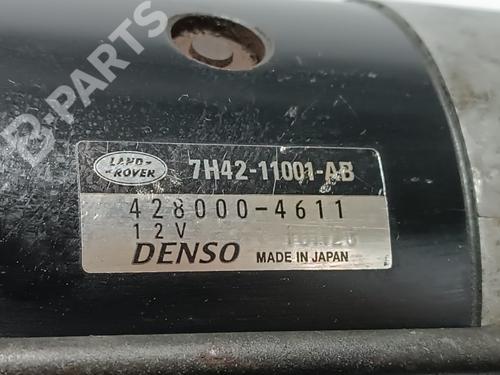 B-PARTS
LAND-
-ROVER
7H42-11001-AB
428000-4611
12V
DENSO
MADE IN JAPAN